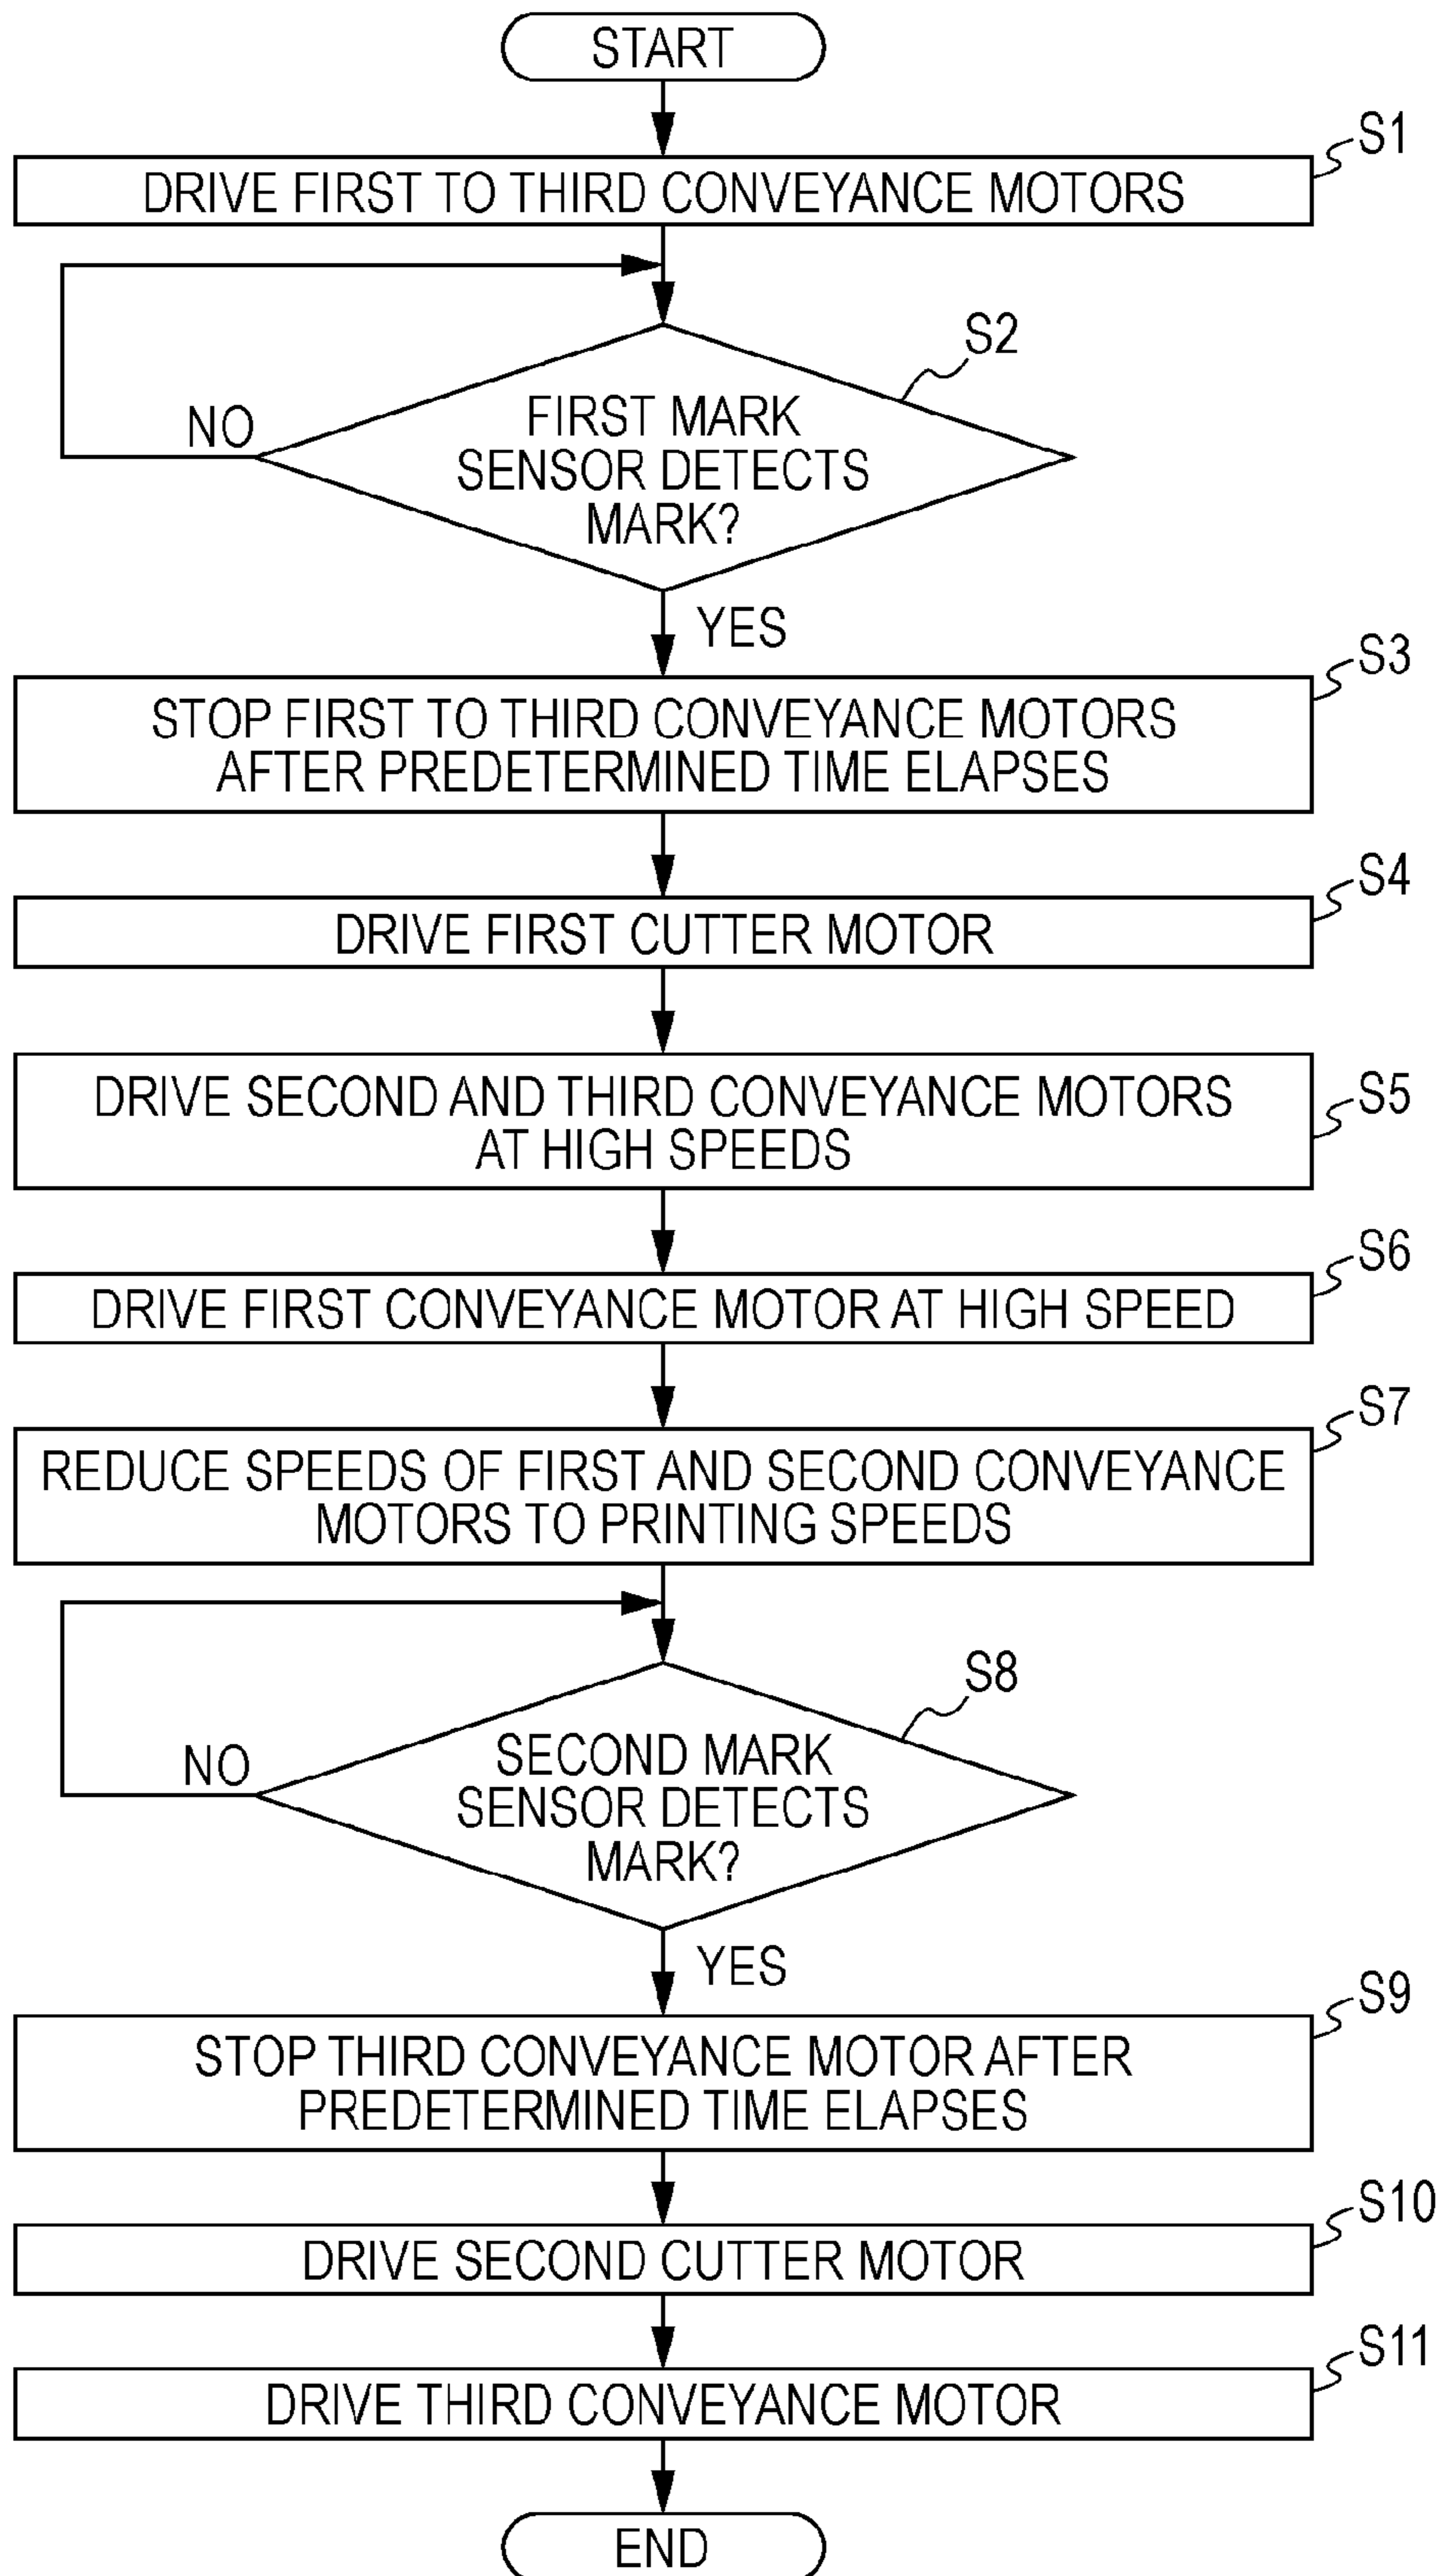 START
S1
DRIVE FIRST TO THIRD CONVEYANCE MOTORS
S2
FIRST MARK
NO
SENSOR DETECTS
MARK?
YES
S3
STOP FIRST TO THIRD CONVEYANCE MOTORS
AFTER PREDETERMINED TIME ELAPSES
S4
DRIVE FIRST CUTTER MOTOR
S5
DRIVE SECOND AND THIRD CONVEYANCE MOTORS
AT HIGH SPEEDS
S6
DRIVE FIRST CONVEYANCE MOTOR AT HIGH SPEED
S7
REDUCE SPEEDS OF FIRST AND SECOND CONVEYANCE
MOTORS TO PRINTING SPEEDS
S8
SECOND MARK
NO
SENSOR DETECTS
MARK?
YES
S9
STOP THIRD CONVEYANCE MOTOR AFTER
PREDETERMINED TIME ELAPSES
S10
DRIVE SECOND CUTTER MOTOR
S11
DRIVE THIRD CONVEYANCE MOTOR
END